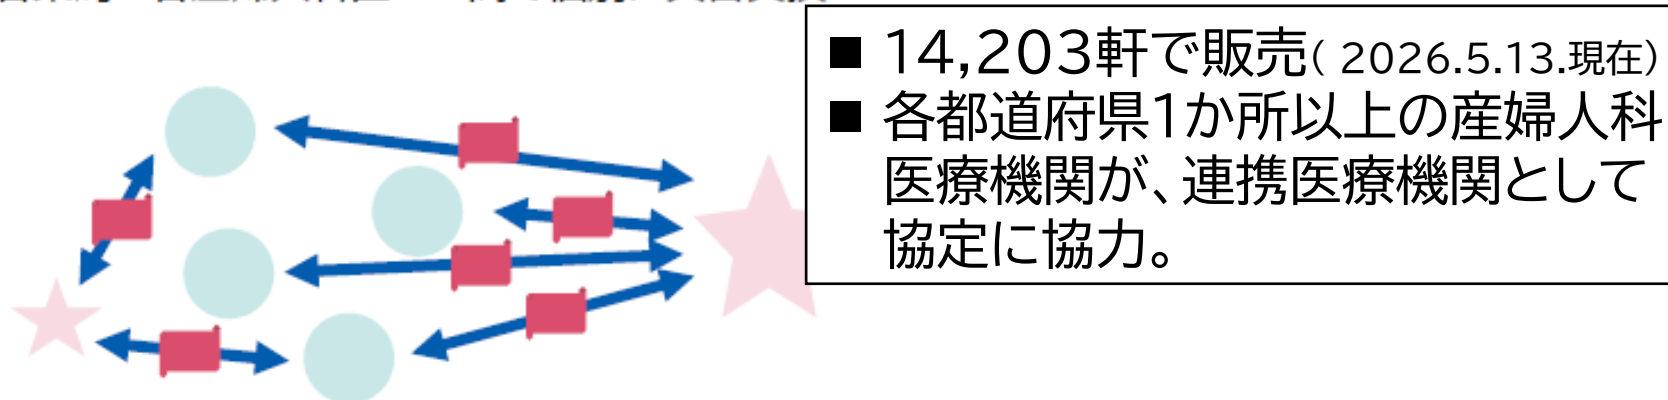 ■ 14,203軒で販売( 2026.5.13.現在)
■ 各都道府県1か所以上の産婦人科
医療機関が、連携医療機関として
協定に協力。